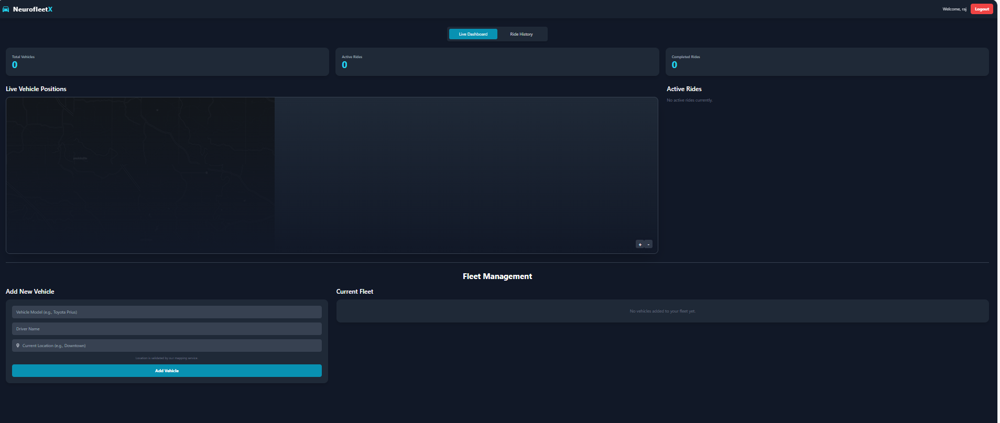 NeurofleetX
Welcome, raj
Logout
Live Dashboard
Ride History
Total Vehicles
0
Active Rides
0
Completed Rides
0
Live Vehicle Positions
Active Rides
No active rides currently.
+
-
Fleet Management
Add New Vehicle
Current Fleet
Vehicle Model (e.g., Toyota Prius)
Driver Name
Current Location (e.g., Downtown)
Location is validated by our mapping service.
Add Vehicle
No vehicles added to your fleet yet.